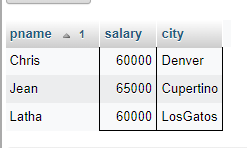 pname 1 salary city
Chris 60000 Denver
Jean 65000 Cupertino
Latha 60000 LosGatos